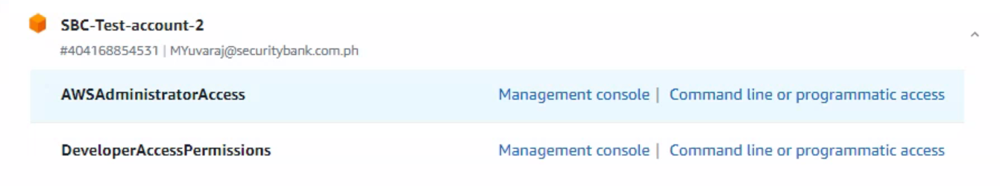 SBC-Test-account-2
#404168854531 | MYuvaraj@securitybank.com.ph
AWSAdministratorAccess Management console | Command line or programmatic access
DeveloperAccessPermissions Management console | Command line or programmatic access